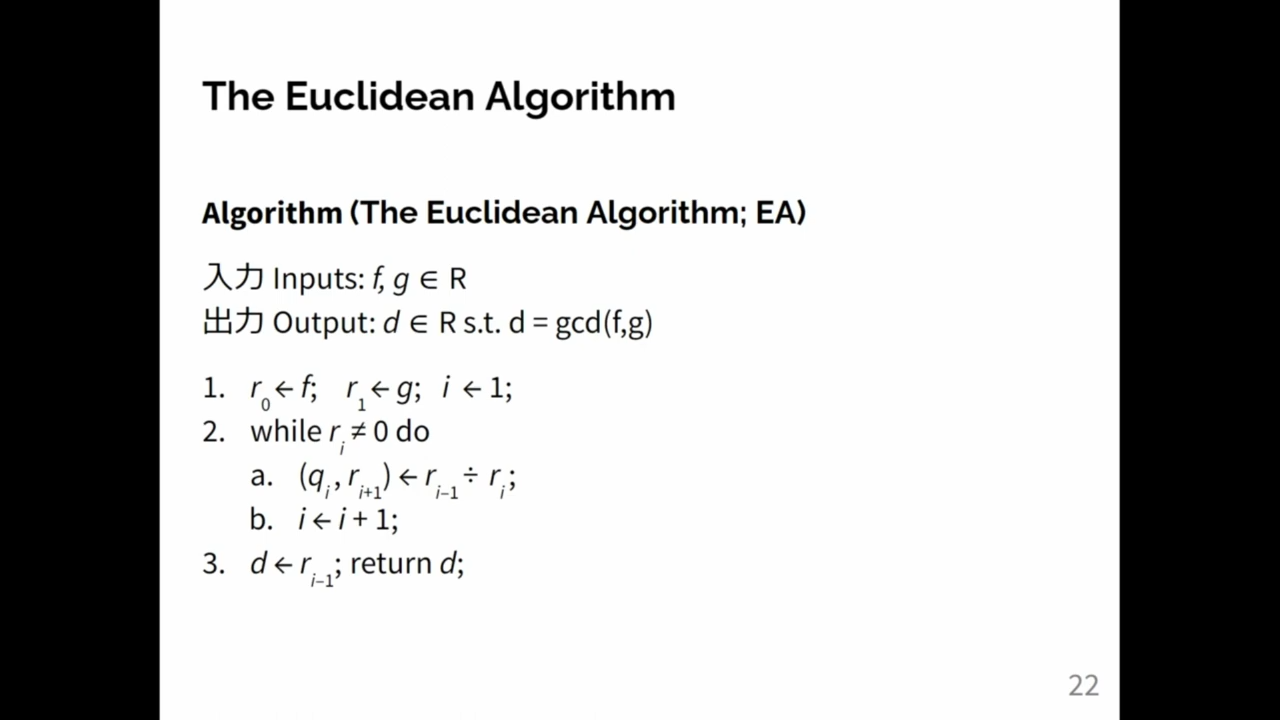 The Euclidean Algorithm
Algorithm (The Euclidean Algorithm; EA)
入力 Inputs: f, g ∈ R
出力 Output: d ∈ R s.t. d = gcd(f,g)
1. r₀ ← f; r₁ ← g; i ← 1;
2. while rᵢ ≠ 0 do
a. (qᵢ, rᵢ₊₁) ← rᵢ₋₁ ÷ rᵢ;
b. i ← i + 1;
3. d ← rᵢ₋₁; return d;
22